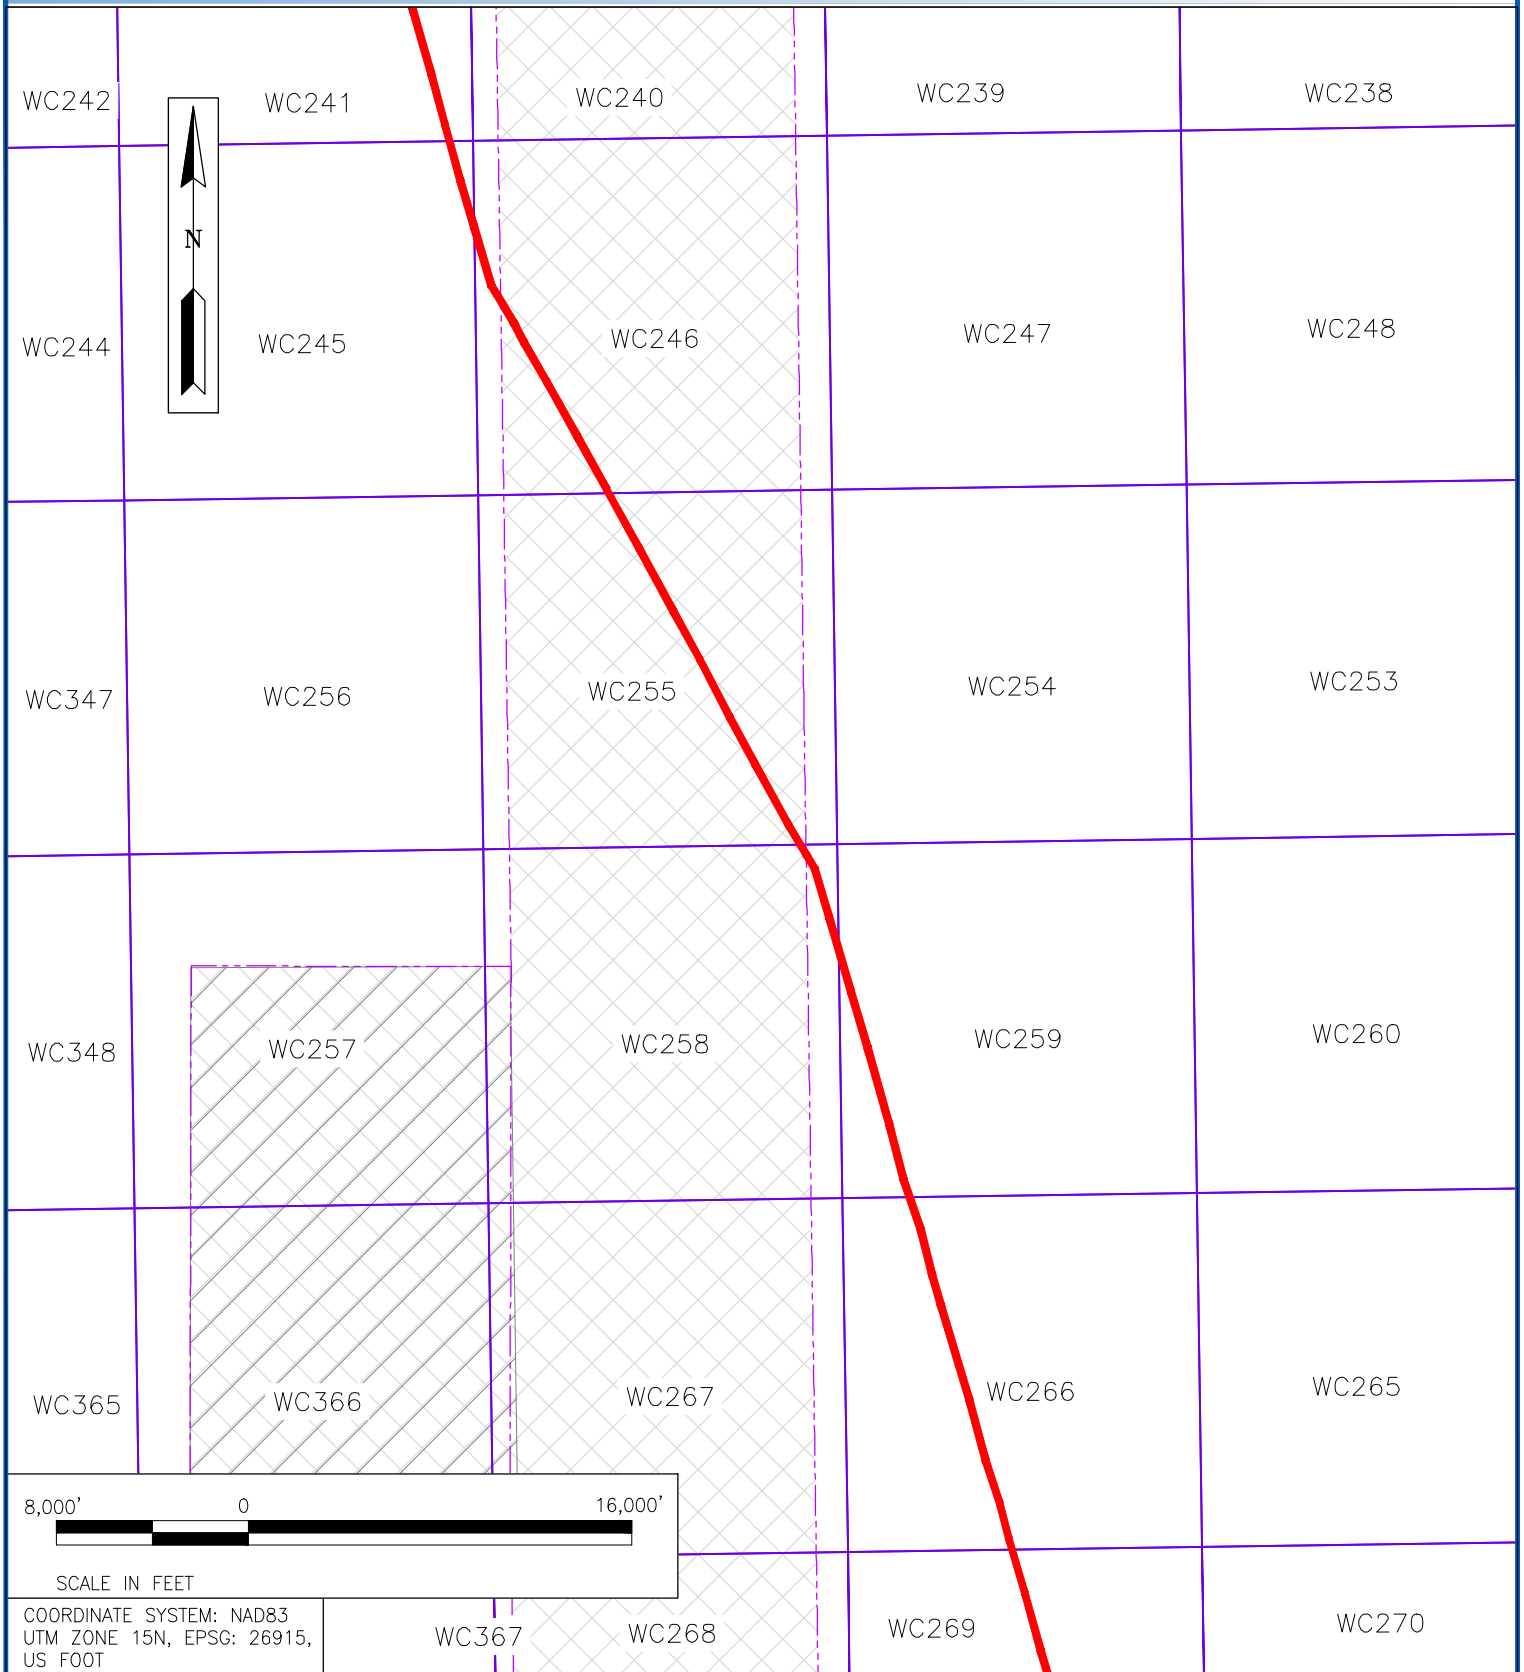 WC242 WC241 WC240 WC239 WC238
N
WC244 WC245 WC246 WC247 WC248
WC347 WC256 WC255 WC254 WC253
WC348 WC257 WC258 WC259 WC260
WC365 WC366 WC267 WC266 WC265
8,000' 0 16,000'
SCALE IN FEET
COORDINATE SYSTEM: NAD83
UTM ZONE 15N, EPSG: 26915,
US FOOT
WC367 WC268 WC269 WC270